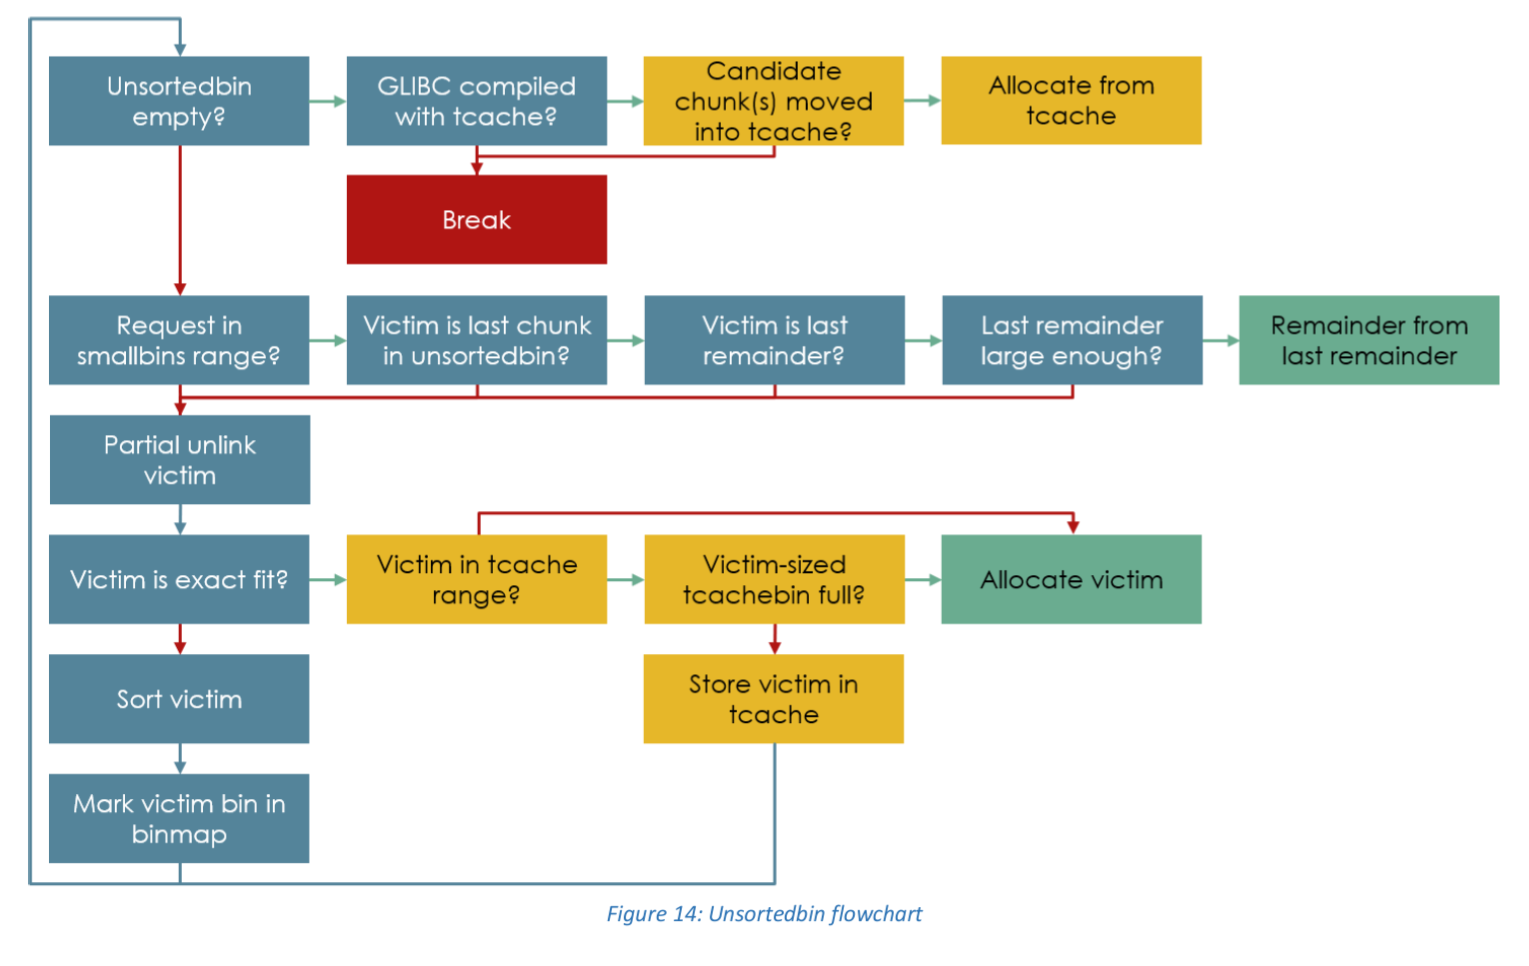 Unsortedbin
empty?
GLIBC compiled
with tcache?
Candidate
chunk(s) moved
into tcache?
Allocate from
tcache
Break
Request in
smallbins range?
Victim is last chunk
in unsortedbin?
Victim is last
remainder?
Last remainder
large enough?
Remainder from
last remainder
Partial unlink
victim
Victim is exact fit?
Victim in tcache
range?
Victim-sized
tcachebin full?
Allocate victim
Sort victim
Store victim in
tcache
Mark victim bin in
binmap
Figure 14: Unsortedbin flowchart